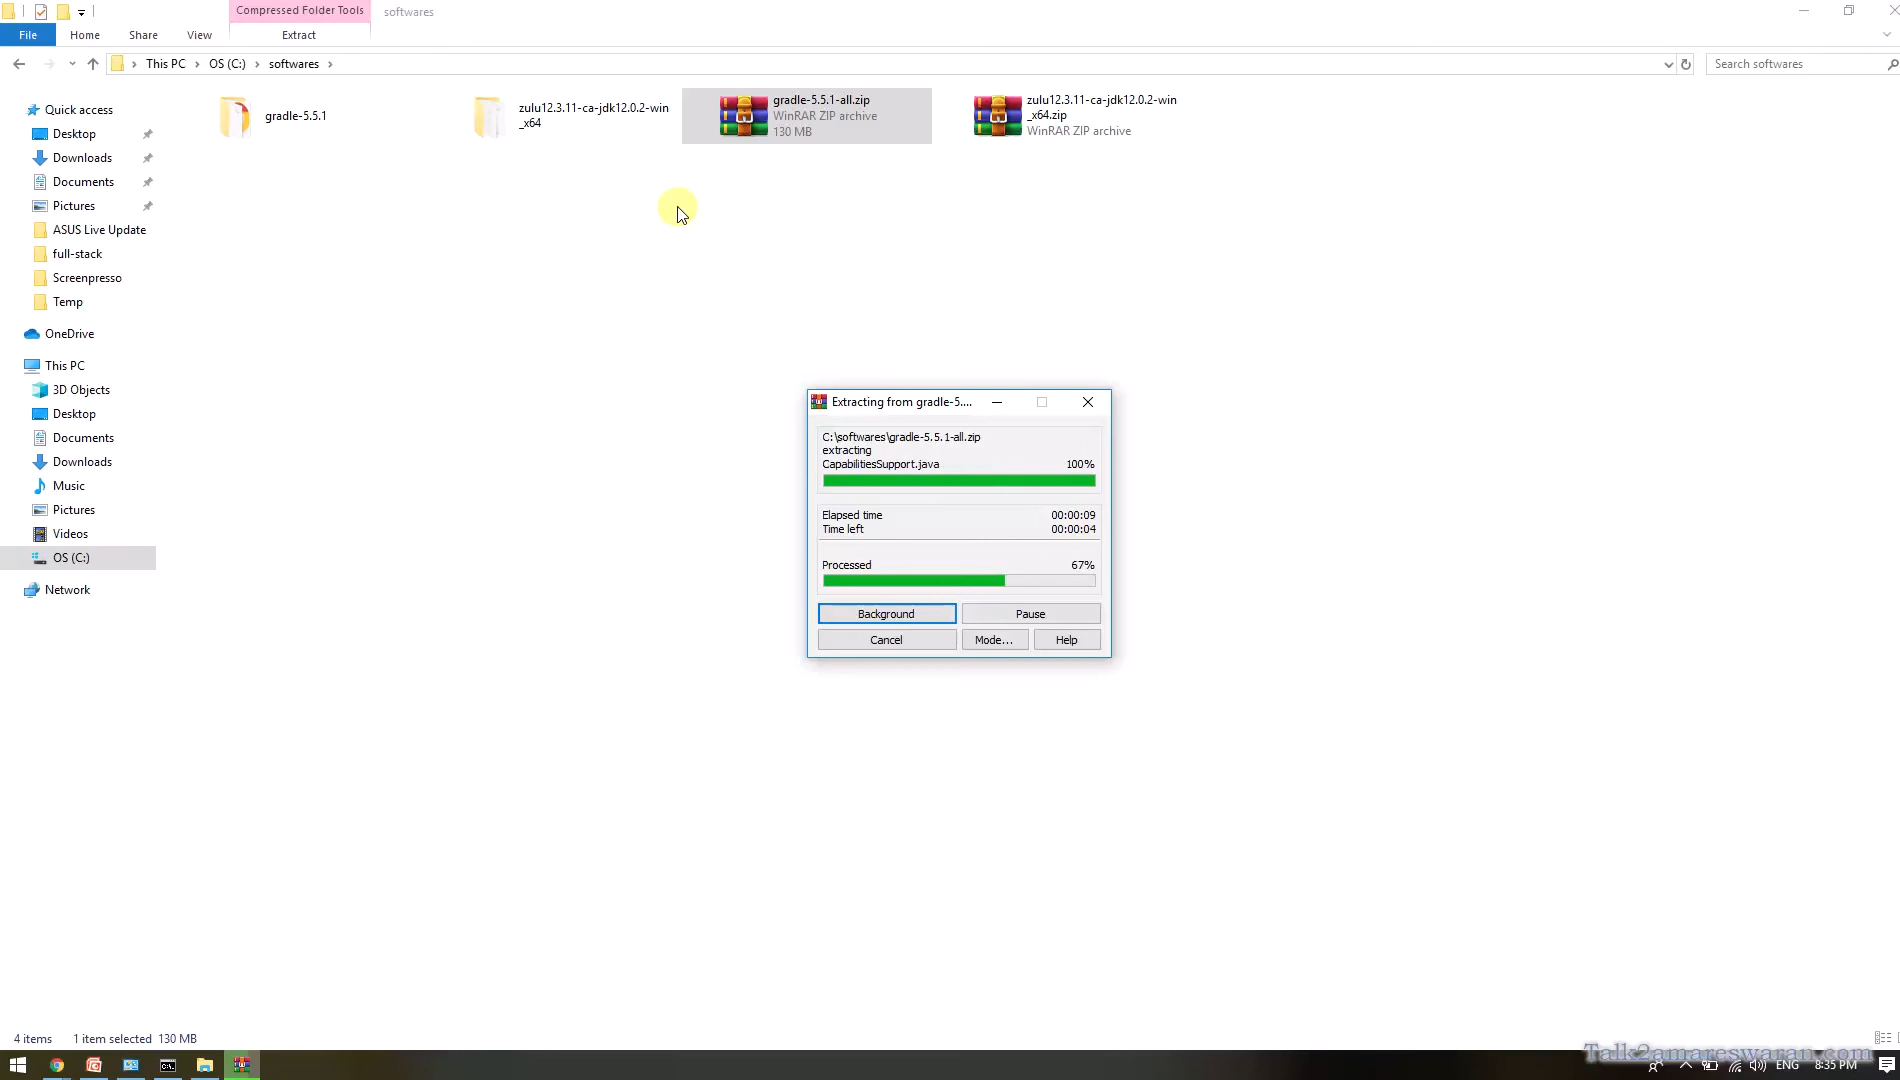 Compressed Folder Tools
softwares
File
Home
Share
View
Extract
This PC
OS (C:)
softwares
Search softwares
Quick access
Desktop
Downloads
Documents
Pictures
ASUS Live Update
full-stack
Screenpresso
Temp
OneDrive
This PC
3D Objects
Desktop
Documents
Downloads
Music
Pictures
Videos
OS (C:)
Network
gradle-5.5.1
zulu12.3.11-ca-jdk12.0.2-win
_x64
gradle-5.5.1-all.zip
WinRAR ZIP archive
130 MB
zulu12.3.11-ca-jdk12.0.2-win
_x64.zip
WinRAR ZIP archive
Extracting from gradle-5....
C:\softwares\gradle-5.5.1-all.zip
extracting
CapabilitiesSupport.java 100%
Elapsed time 00:00:09
Time left 00:00:04
Processed 67%
Background
Pause
Cancel
Mode...
Help
4 items
1 item selected 130 MB
Talk2amareswaran.com
ENG
8:35 PM